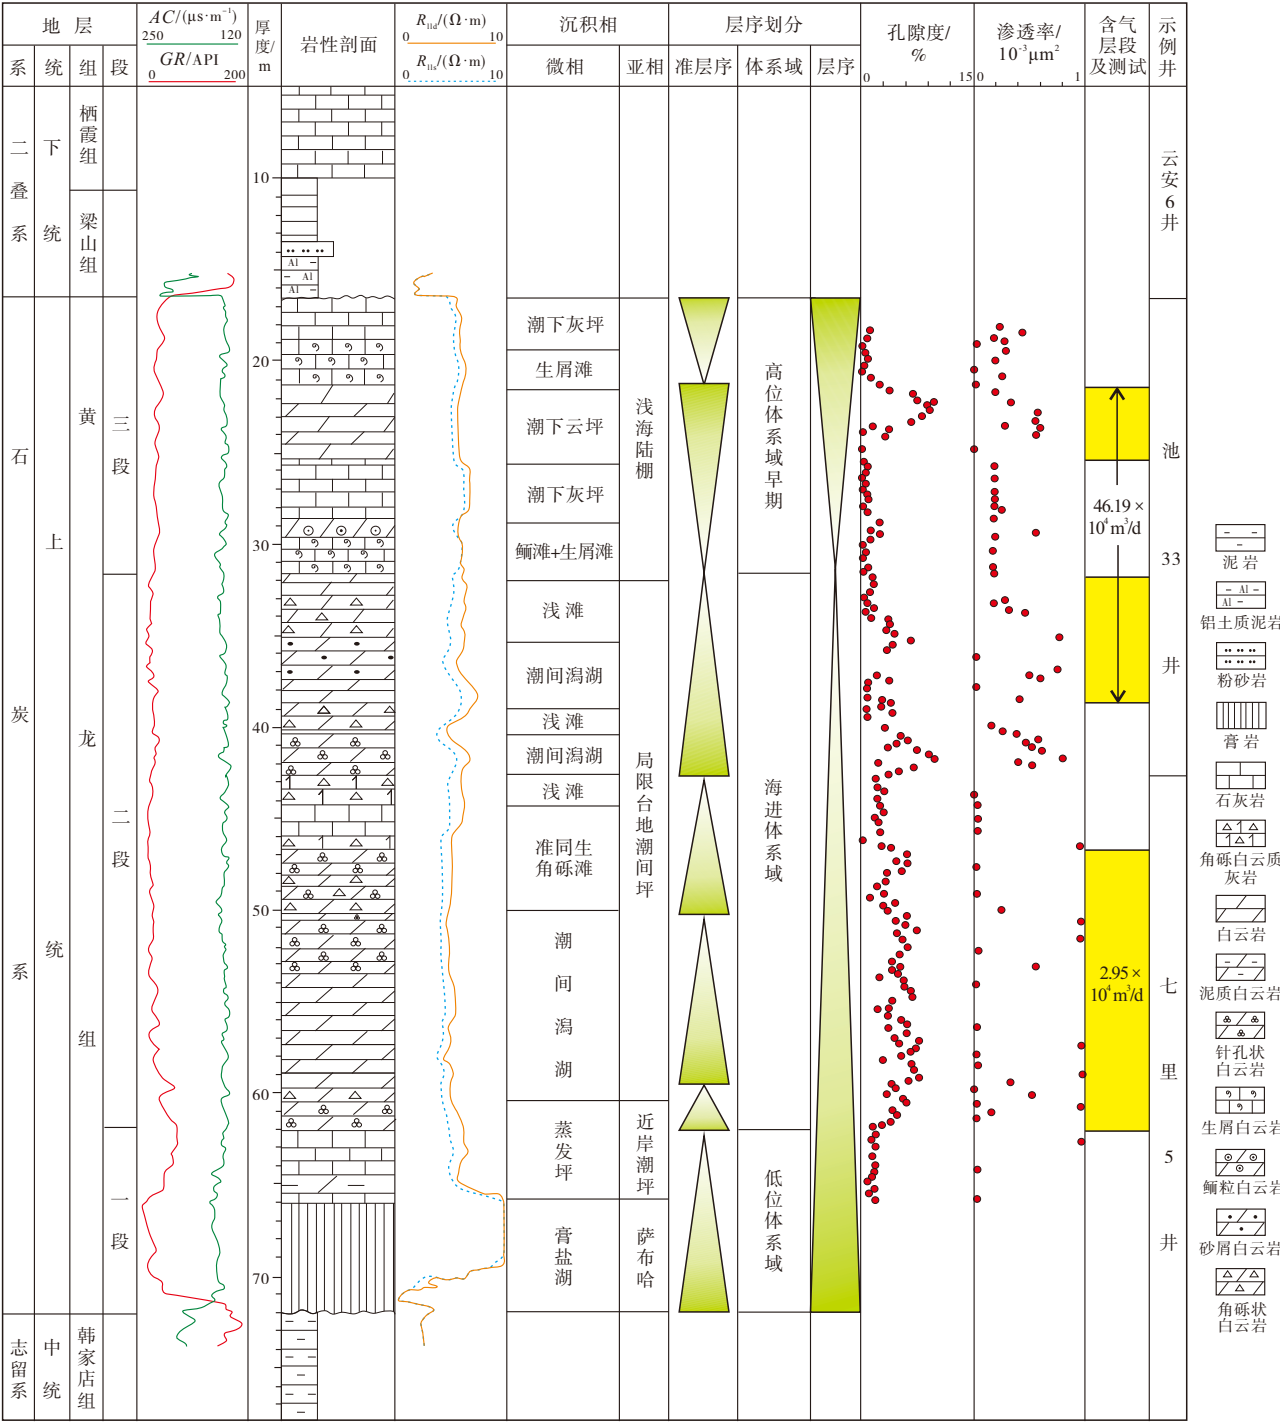 地 层
系
统
组
段
AC/(μs·m⁻¹)
250 120
GR/API
0 200
厚度/m
岩性剖面
R_lld/(Ω·m)
0 10
R_lls/(Ω·m)
0 10
沉积相
微相
亚相
层序划分
准层序
体系域
层序
孔隙度/
%
0 15
渗透率/
10⁻³μm²
0 1
含气
层段
及测试
示例井
二叠系
下统
栖霞组
梁山组
石炭系
上统
黄龙组
三段
二段
一段
志留系
中统
韩家店组
10
20
30
40
50
60
70
Al
Al
Al
潮下灰坪
生屑滩
潮下云坪
潮下灰坪
鲕滩+生屑滩
浅滩
潮间潟湖
浅滩
潮间潟湖
浅滩
准同生
角砾滩
潮间潟湖
蒸发坪
膏盐湖
浅海陆棚
局限台地潮间坪
近岸潮坪
萨布哈
高位体系域早期
海进体系域
低位体系域
46.19×
10⁴m³/d
2.95×
10⁴m³/d
云安6井
池33井
七里5井
泥岩
Al
Al
铝土质泥岩
粉砂岩
膏岩
石灰岩
角砾白云质
灰岩
白云岩
泥质白云岩
针孔状
白云岩
生屑白云岩
鲕粒白云岩
砂屑白云岩
角砾状
白云岩